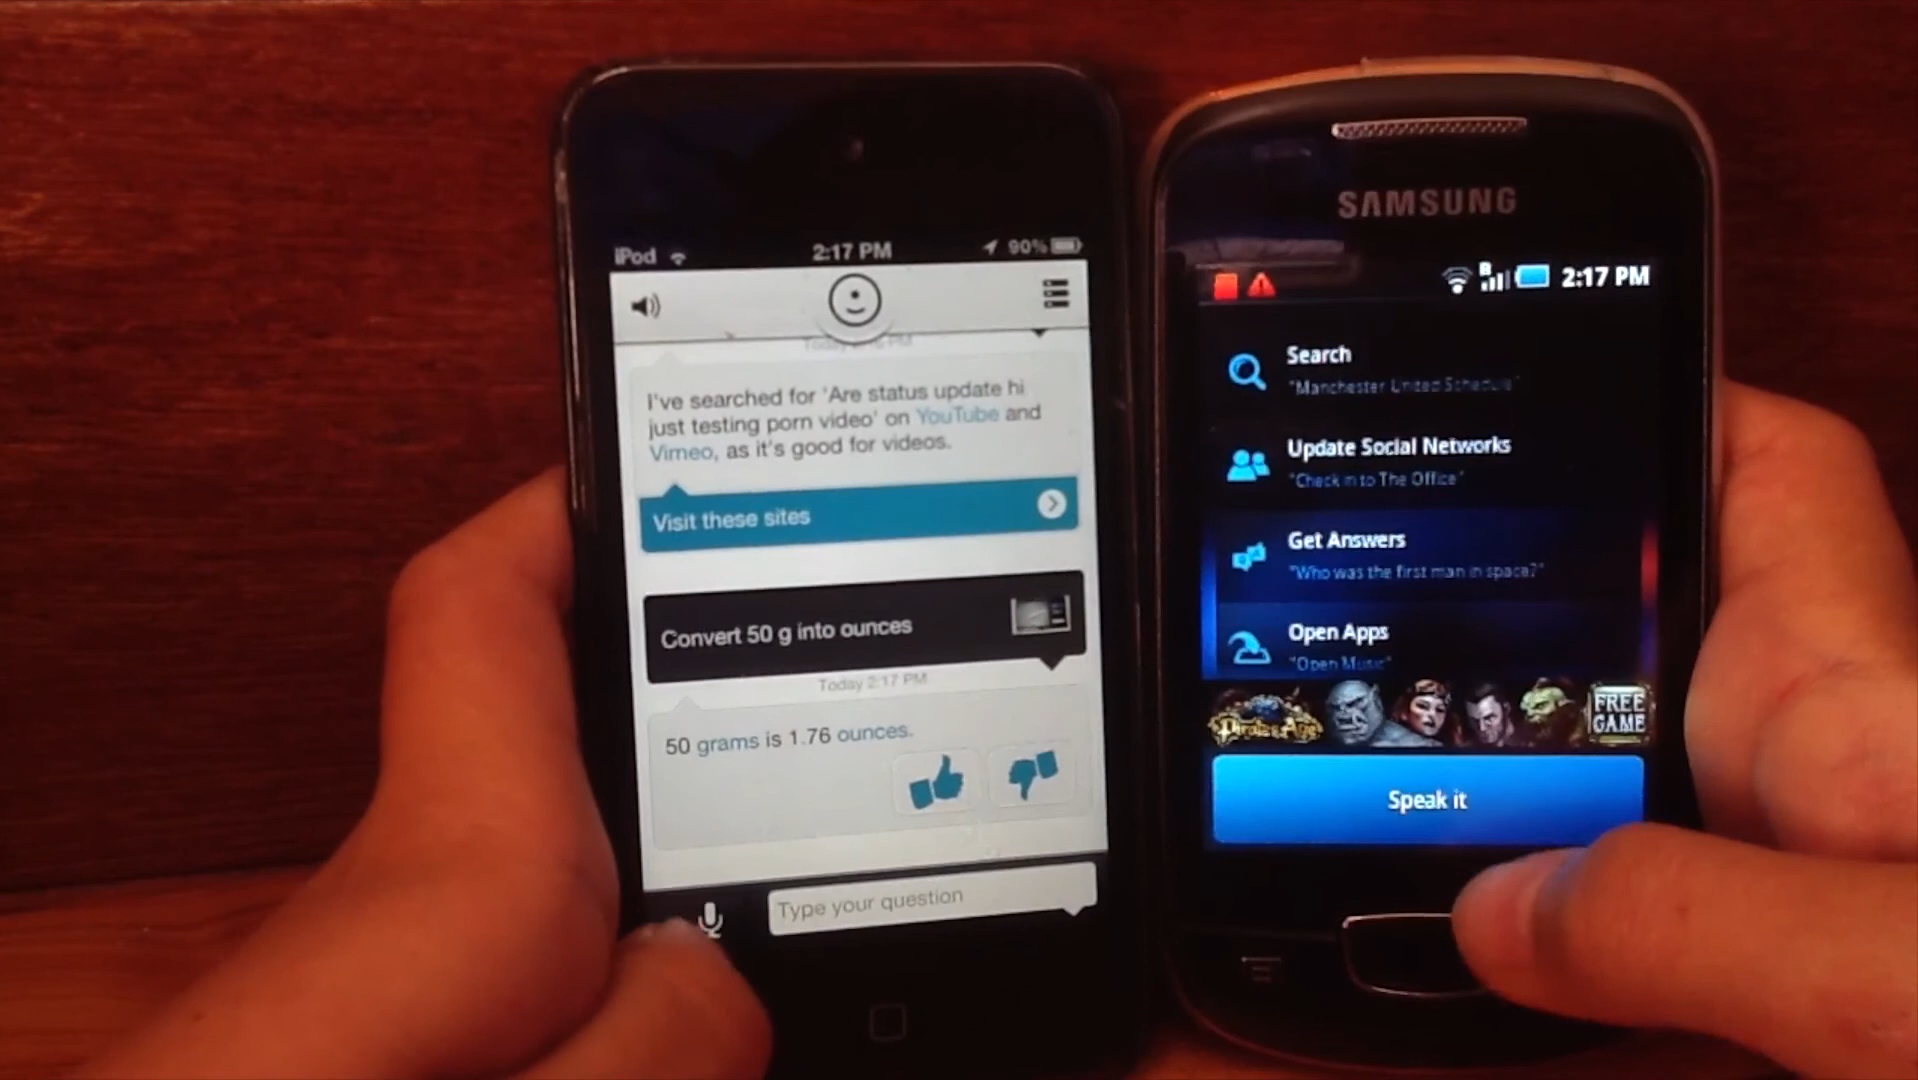 iPod 2:17 PM 90%
I've searched for 'Are status update hi
just testing porn video' on YouTube and
Vimeo, as it's good for videos.
Visit these sites
Convert 50 g into ounces
Today 2:17 PM
50 grams is 1.76 ounces.
Type your question
SAMSUNG
2:17 PM
Search
"Manchester United Schedule"
Update Social Networks
"Check in to The Office"
Get Answers
"Who was the first man in space?"
Open Apps
"Open Music"
Pirates Age
FREE
GAME
Speak it